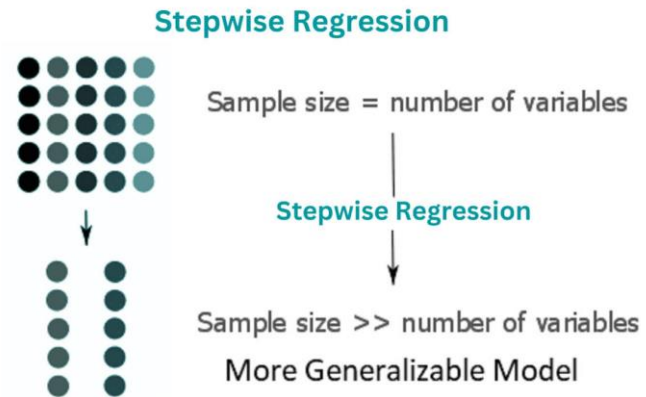 Stepwise Regression
Sample size = number of variables
Stepwise Regression
Sample size >> number of variables
More Generalizable Model